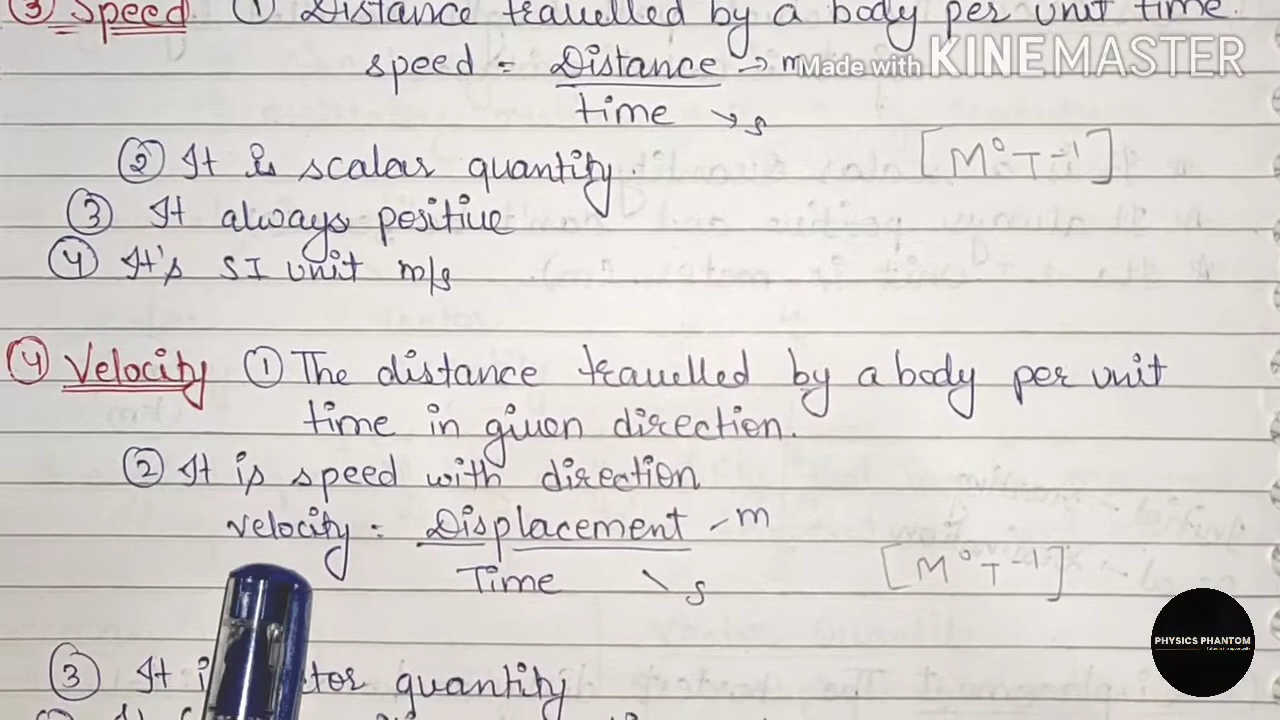 ③ Speed ① Distance travelled by a body per unit time.
speed = Distance → m
time → s
Made with KINEMASTER
② It is scalar quantity.
[M⁰T⁻¹]
③ It always positive
④ It's SI unit m/s
④ Velocity ① The distance travelled by a body per unit
time in given direction.
② It is speed with direction
Velocity = Displacement - m
Time \ s
[M⁰T⁻¹]
PHYSICS PHANTOM
③ It quantity